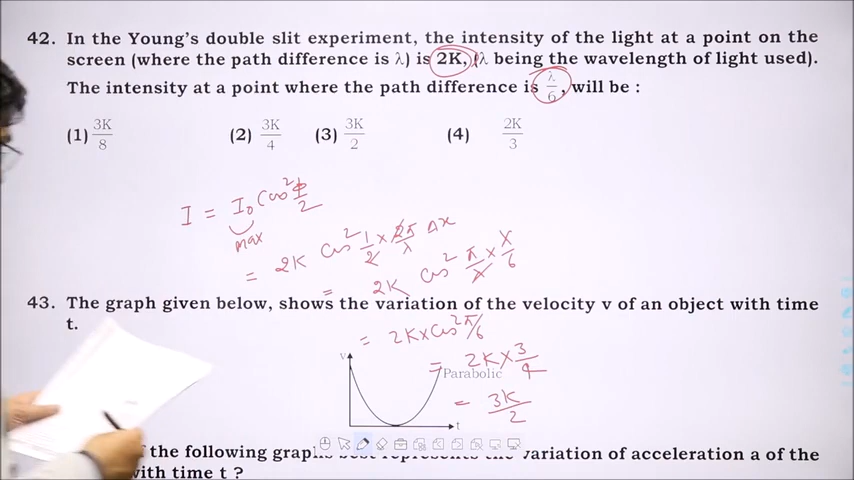 42. In the Young's double slit experiment, the intensity of the light at a point on the
screen (where the path difference is λ) is 2K, (λ being the wavelength of light used).
The intensity at a point where the path difference is λ/6, will be :
(1) 3K/8 (2) 3K/4 (3) 3K/2 (4) 2K/3
I = I₀ Cos² ϕ/2
max
= 2K Cos² 1/2 × 2π/λ Δx
= 2K Cos² π/λ × λ/6
43. The graph given below, shows the variation of the velocity v of an object with time
t.
= 2K × Cos² π/6
= 2K × 3/4
v
Parabolic
= 3K/2
t
f the following graphs best represents the variation of acceleration a of the
with time t ?